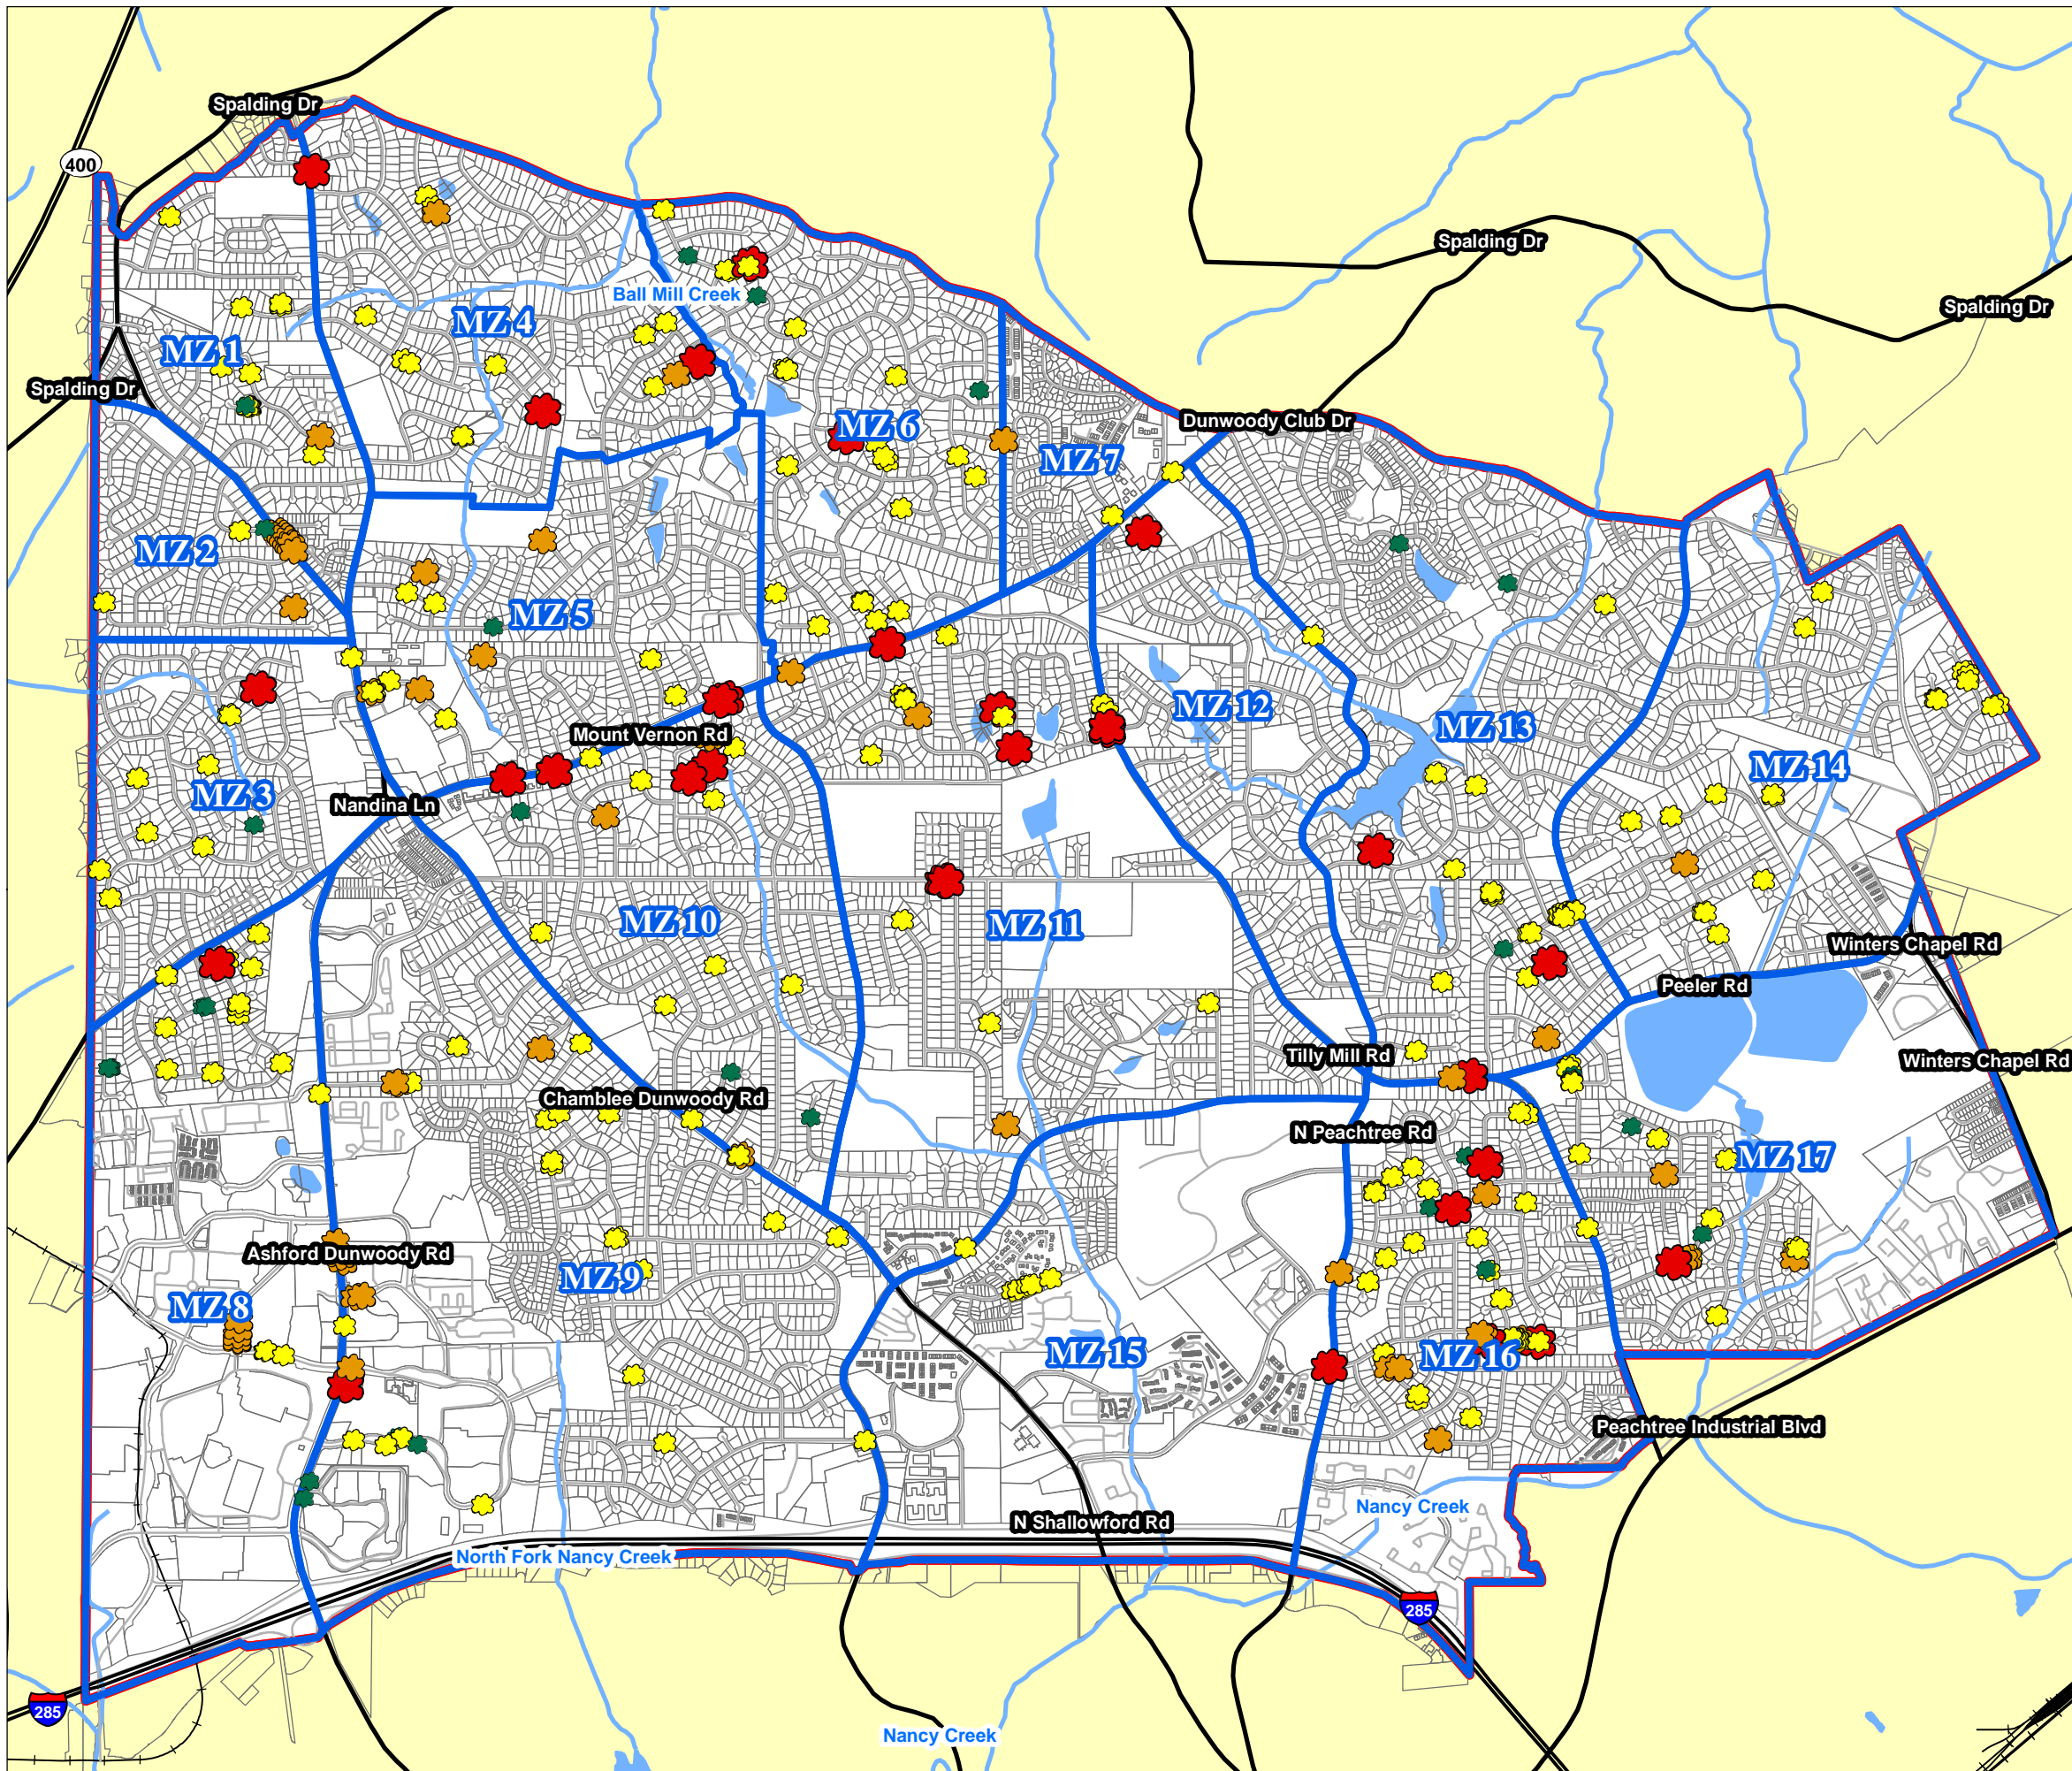 Spalding Dr
400
Spalding Dr
Ball Mill Creek
Spalding Dr
MZ 4
MZ 1
Spalding Dr
Dunwoody Club Dr
MZ 6
MZ 7
MZ 2
MZ 5
MZ 12
MZ 13
Mount Vernon Rd
MZ 14
MZ 3
Nandina Ln
MZ 10
MZ 11
Winters Chapel Rd
Peeler Rd
Tilly Mill Rd
Winters Chapel Rd
Chamblee Dunwoody Rd
N Peachtree Rd
MZ 17
Ashford Dunwoody Rd
MZ 9
MZ 8
MZ 15
MZ 16
Peachtree Industrial Blvd
Nancy Creek
N Shallowford Rd
North Fork Nancy Creek
285
285
Nancy Creek